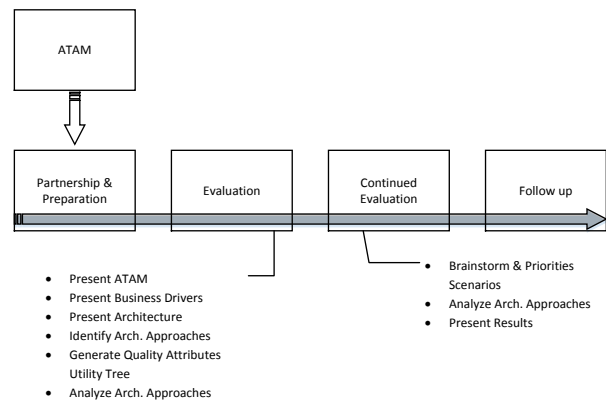 ATAM
Partnership &
Preparation
Evaluation
Continued
Evaluation
Follow up
• Present ATAM
• Present Business Drivers
• Present Architecture
• Identify Arch. Approaches
• Generate Quality Attributes
Utility Tree
• Analyze Arch. Approaches
• Brainstorm & Priorities
Scenarios
• Analyze Arch. Approaches
• Present Results